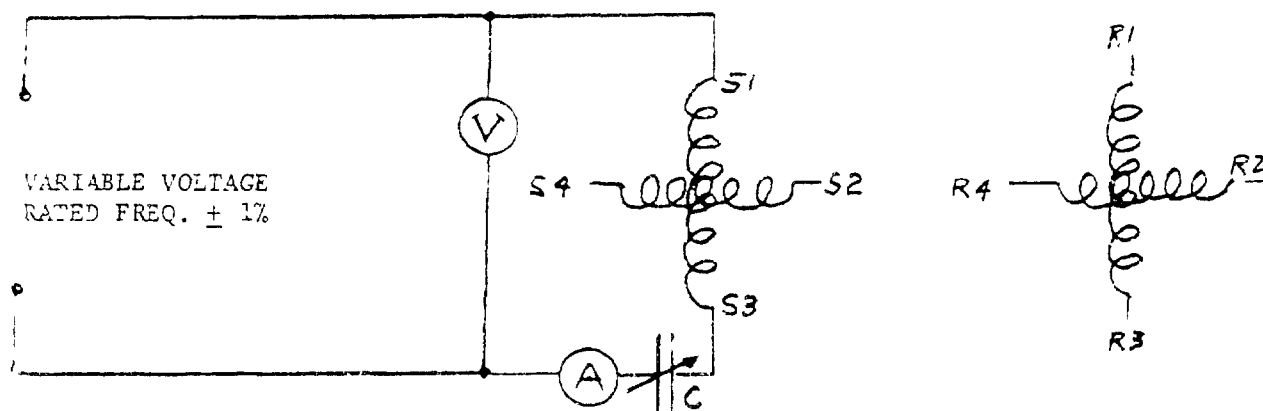 R1
S1
V
VARIABLE VOLTAGE
RATED FREQ. ± 1%
S4
S2
R4
R2
S3
R3
A
C